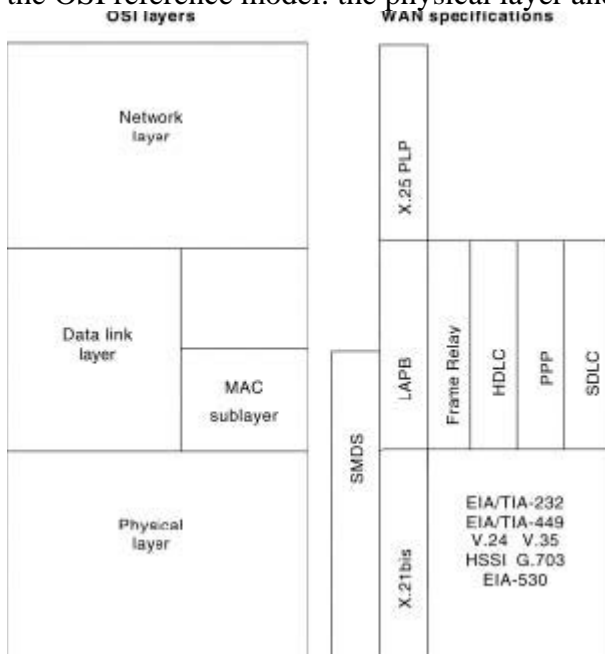 the OSI reference model: the physical layer and
OSI layers
WAN specifications
Network
layer
Data link
layer
MAC
sublayer
Physical
layer
SMDS
X.25 PLP
LAPB
X.21bis
Frame Relay
HDLC
PPP
SDLC
EIA/TIA-232
EIA/TIA-449
V.24 V.35
HSSI G.703
EIA-530